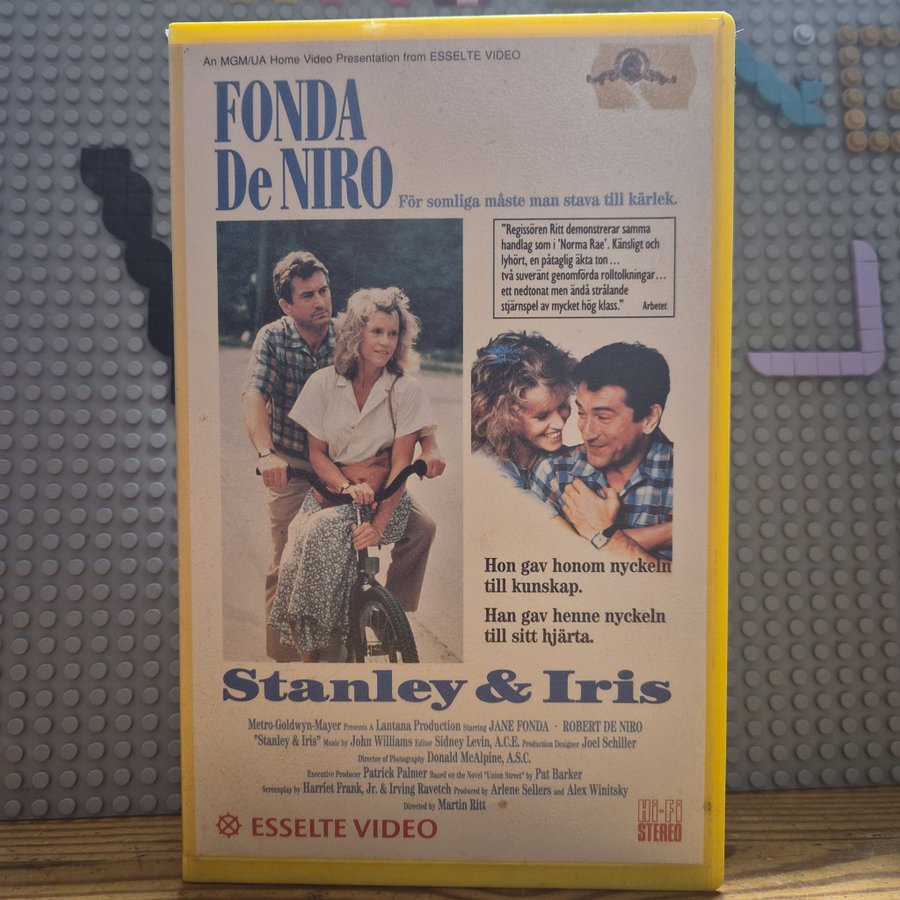 An MGM/UA Home Video Presentation from ESSELTE VIDEO
FONDA
De NIRO
För somliga måste man stava till kärlek.
"Regissören Ritt demonstrerar samma
handlag som i 'Norma Rae'. Känsligt och
lyhört, en påtaglig äkta ton...
två suveränt genomförda rolltolkningar...
ett nedtonat men ändå strålande
stjärnspel av mycket hög klass." Arbetet
Hon gav honom nyckeln
till kunskap.
Han gav henne nyckeln
till sitt hjärta.
Stanley & Iris
Metro-Goldwyn-Mayer Presents A Lantana Production Starring JANE FONDA · ROBERT DE NIRO
"Stanley & Iris" Music by John Williams Editor Sidney Levin, A.C.E. Production Designer Joel Schiller
Director of Photography Donald McAlpine, A.S.C.
Executive Producer Patrick Palmer Based on the Novel "Union Street" by Pat Barker
Screenplay by Harriet Frank, Jr. & Irving Ravetch Produced by Arlene Sellers and Alex Winitsky
Directed by Martin Ritt
ESSELTE VIDEO
Hi-Fi
STEREO